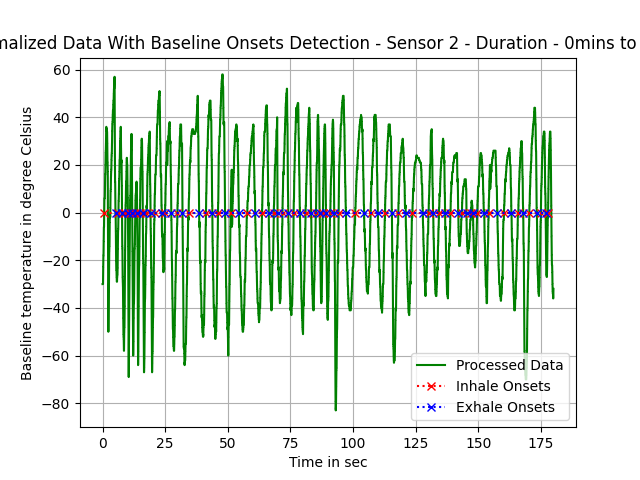 malized Data With Baseline Onsets Detection - Sensor 2 - Duration - 0mins to
60
40
20
0
−20
−40
−60
−80
Baseline temperature in degree Celsius
Processed Data
Inhale Onsets
Exhale Onsets
0 25 50 75 100 125 150 175
Time in sec